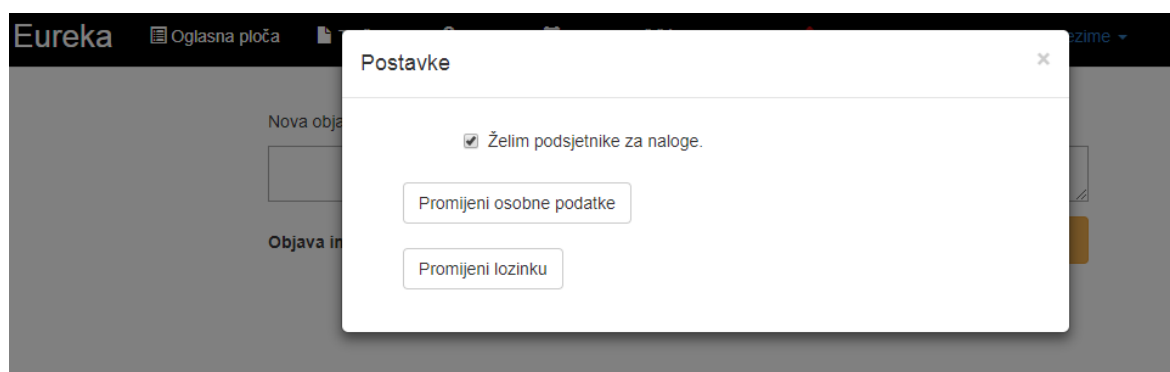 Eureka Oglasna ploča
ezime
Postavke
×
Nova obja
Želim podsjetnike za naloge.
Promijeni osobne podatke
Objava in
Promijeni lozinku